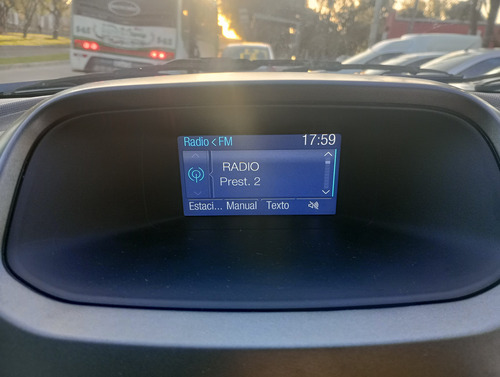 Radio < FM 17:59
RADIO
Prest. 2
Estaci... Manual Texto